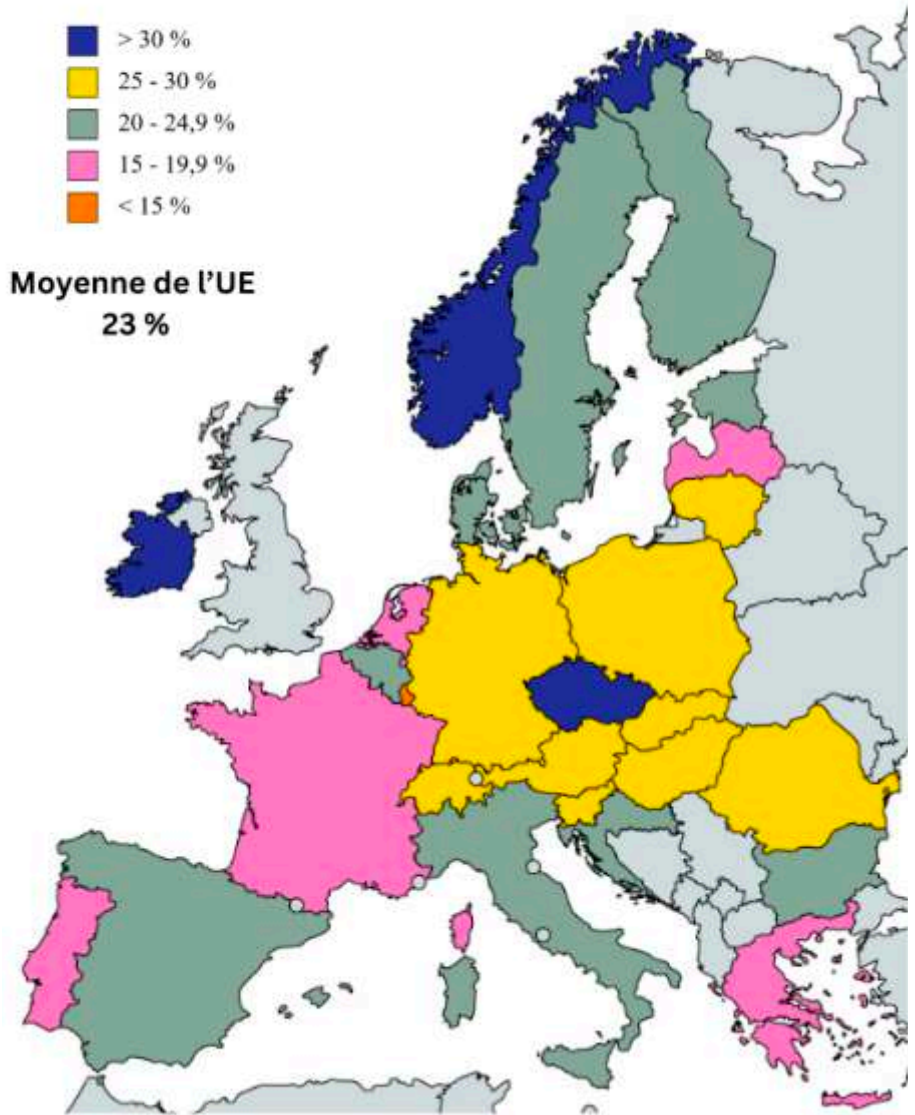 > 30 %
25 - 30 %
20 - 24,9 %
15 - 19,9 %
< 15 %
Moyenne de l’UE
23 %